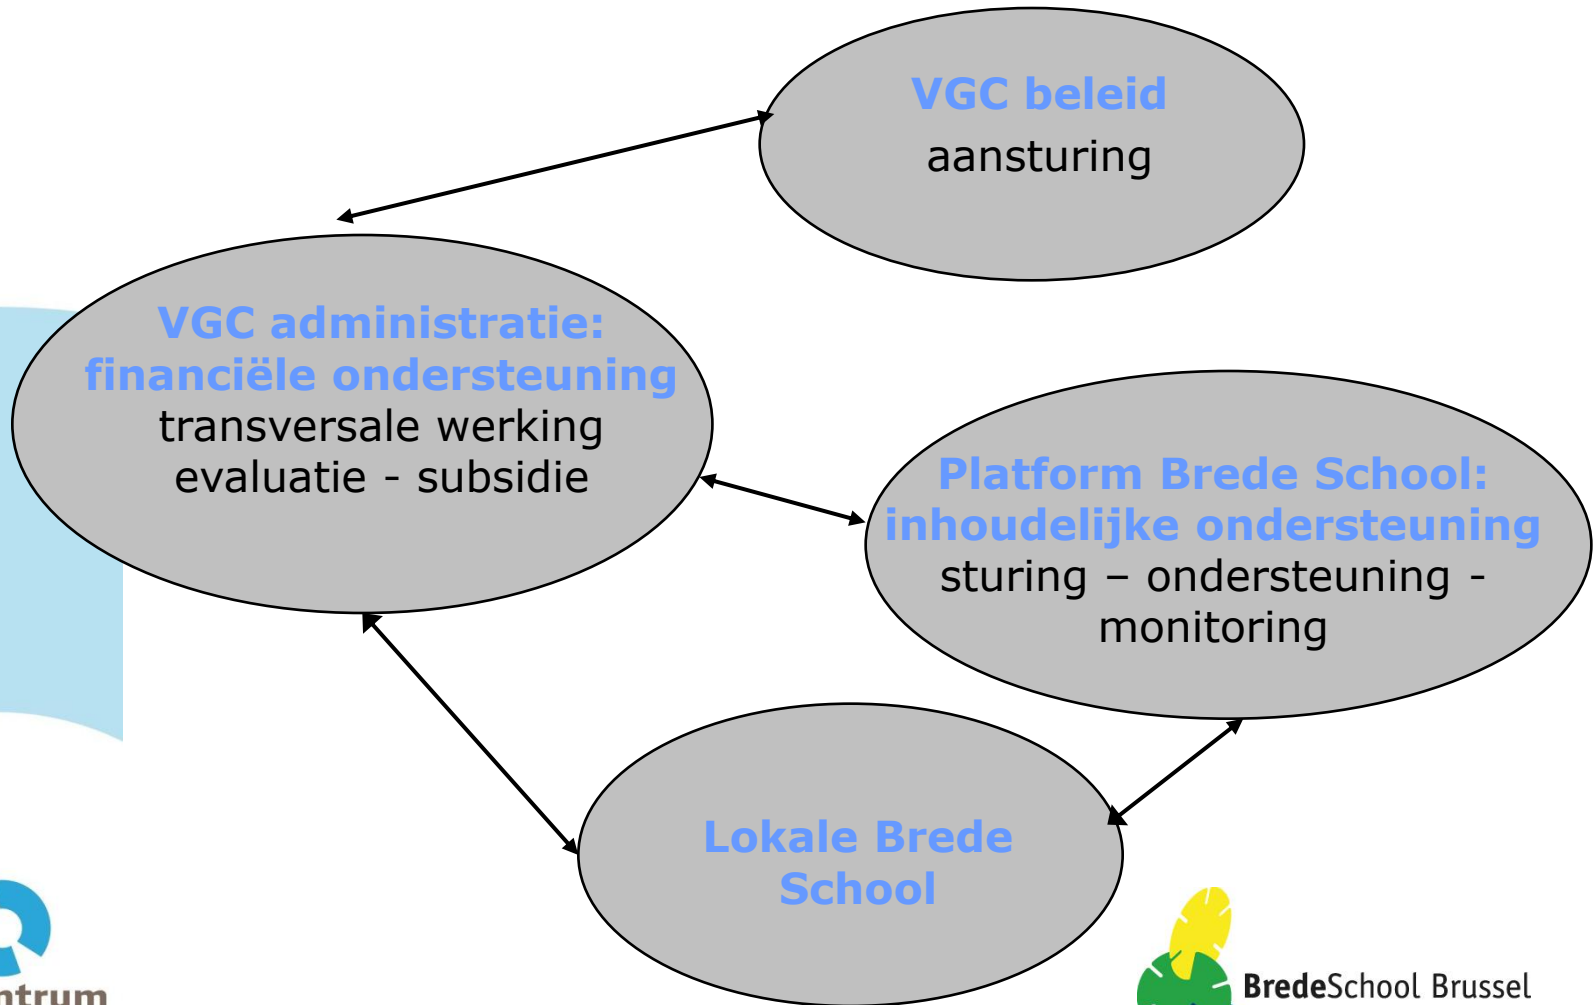 VGC beleid
aansturing
VGC administratie:
financiële ondersteuning
transversale werking
evaluatie - subsidie
Platform Brede School:
inhoudelijke ondersteuning
sturing – ondersteuning -
monitoring
Lokale Brede
School
BredeSchool Brussel